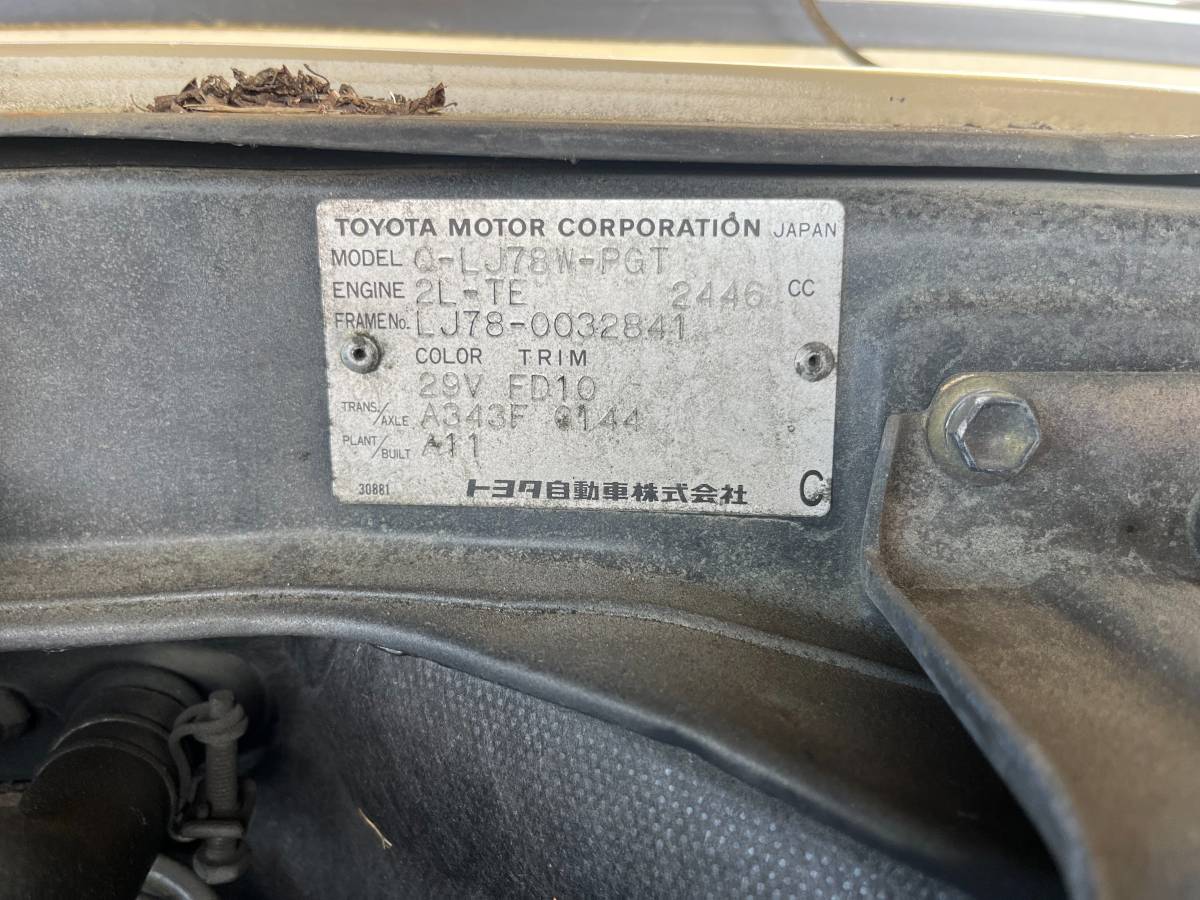 TOYOTA MOTOR CORPORATION JAPAN
MODEL Q-LJ78W-PGT
ENGINE 2L-TE 2446 CC
FRAME No. LJ78-0032841
COLOR TRIM
29V FD10
TRANS./AXLE A343F G144
PLANT/BUILT A11
30881 トヨタ自動車株式会社 C